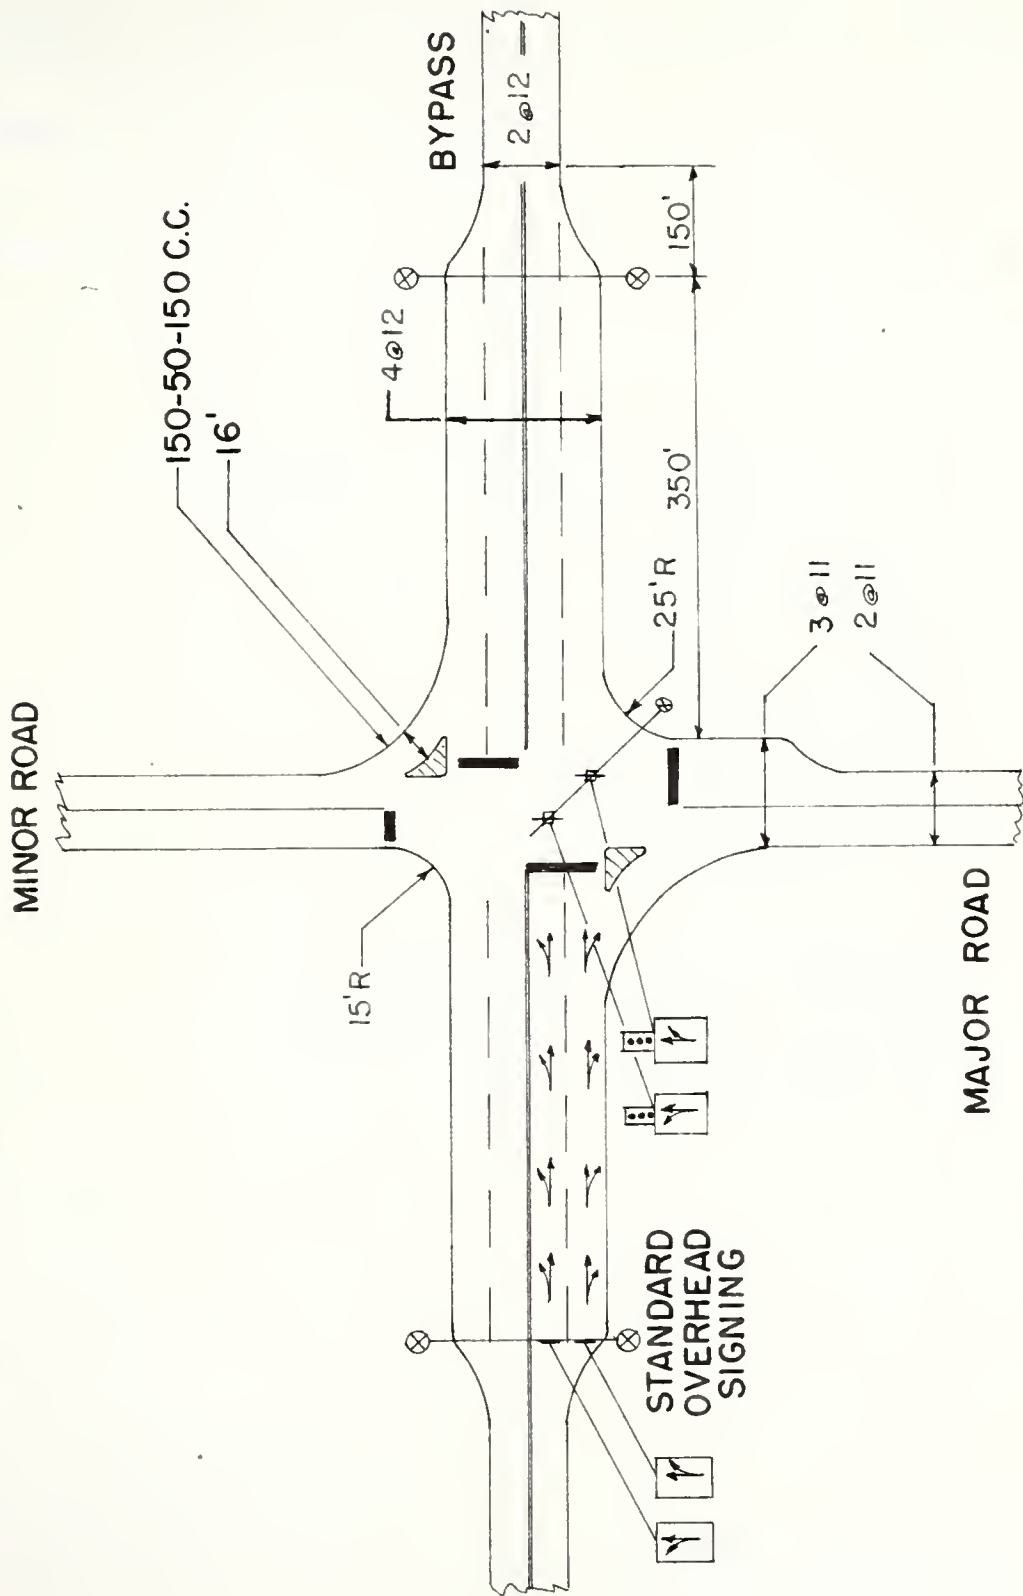 MINOR ROAD
150-50-150 C.C.
16'
BYPASS
2@12
4@12
15'R
150'
350'
25'R
3@11
2@11
STANDARD
OVERHEAD
SIGNING
MAJOR ROAD